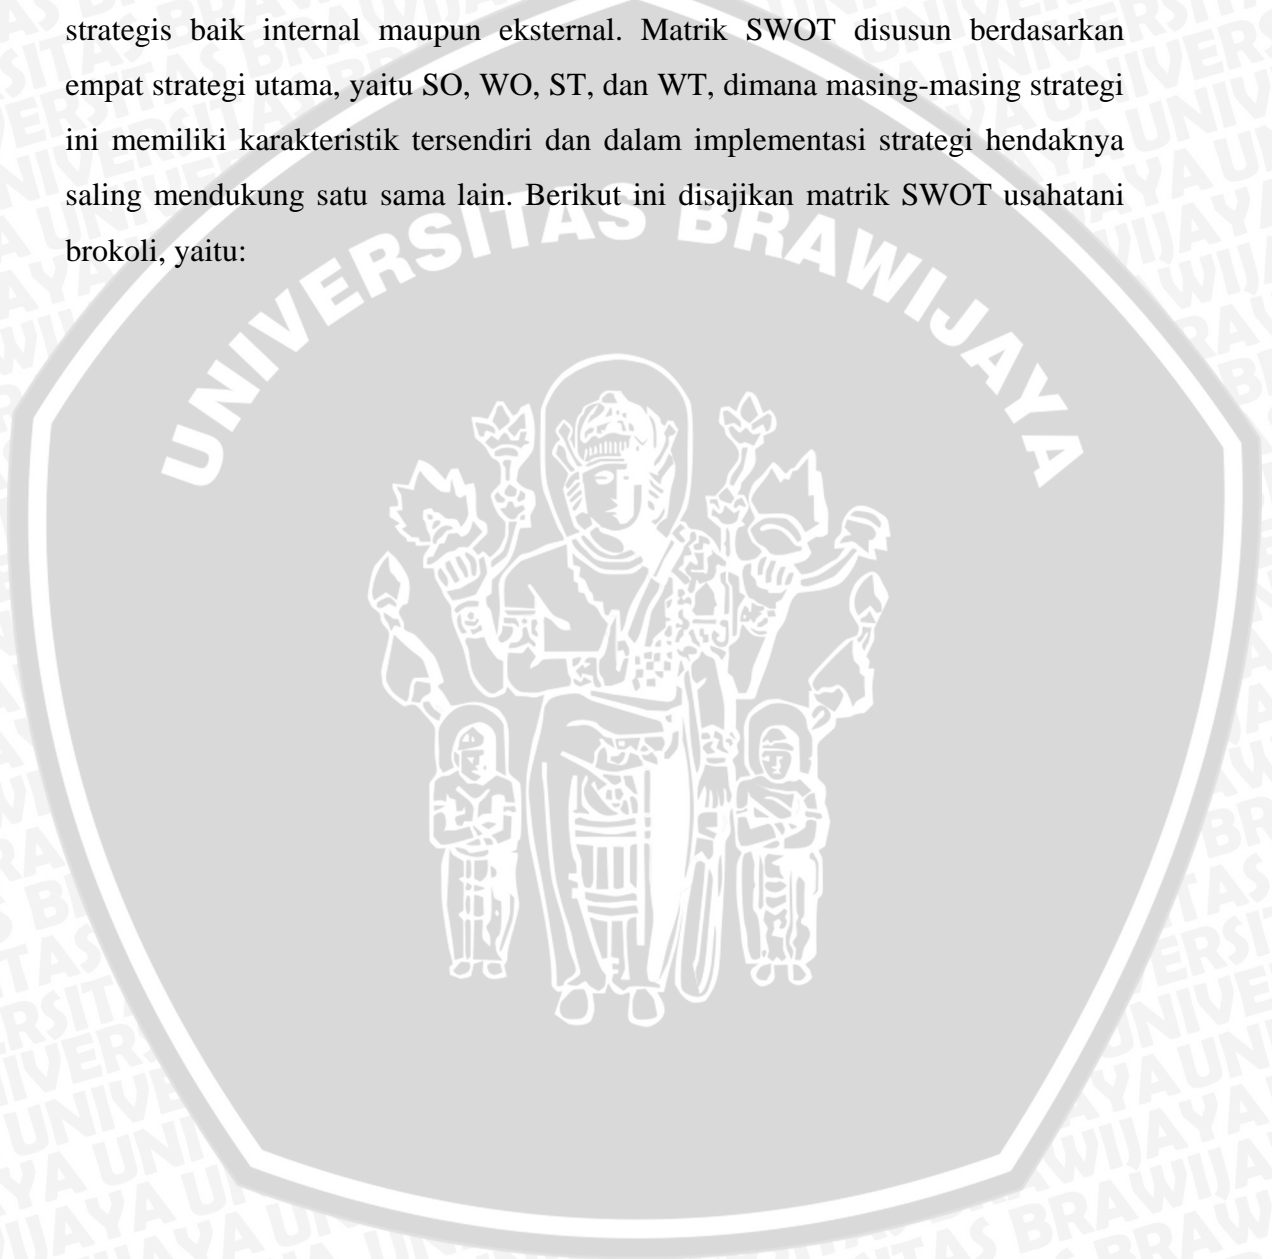 strategis baik internal maupun eksternal. Matrik SWOT disusun berdasarkan
empat strategi utama, yaitu SO, WO, ST, dan WT, dimana masing-masing strategi
ini memiliki karakteristik tersendiri dan dalam implementasi strategi hendaknya
saling mendukung satu sama lain. Berikut ini disajikan matrik SWOT usahatani
brokoli, yaitu:
UNIVERSITAS BRAWIJAYA